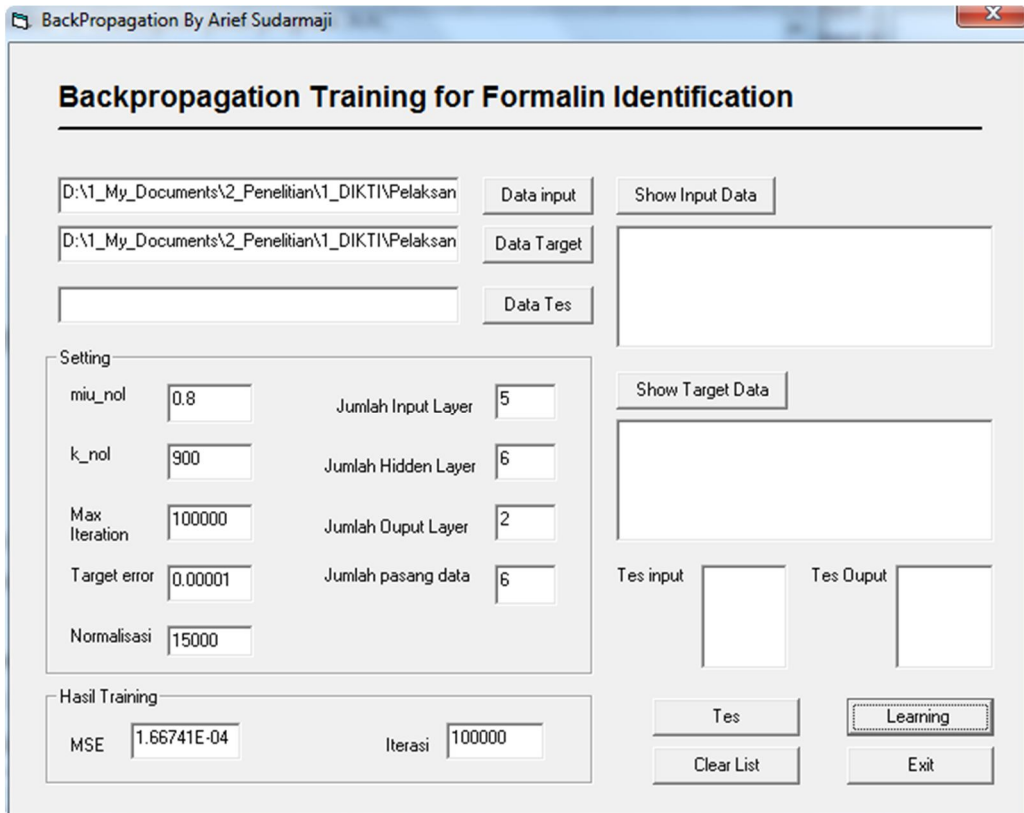 BackPropagation By Arief Sudarmaji
Backpropagation Training for Formalin Identification
D:\1_My_Documents\2_Penelitian\1_DIKTI\Pelaksan
Data input
Show Input Data
D:\1_My_Documents\2_Penelitian\1_DIKTI\Pelaksan
Data Target
Data Tes
Setting
miu_nol
0.8
Jumlah Input Layer
5
Show Target Data
k_nol
900
Jumlah Hidden Layer
6
Max
Iteration
100000
Jumlah Ouput Layer
2
Target error
0.00001
Jumlah pasang data
6
Tes input
Tes Ouput
Normalisasi
15000
Hasil Training
MSE
1.66741E-04
Iterasi
100000
Tes
Learning
Clear List
Exit